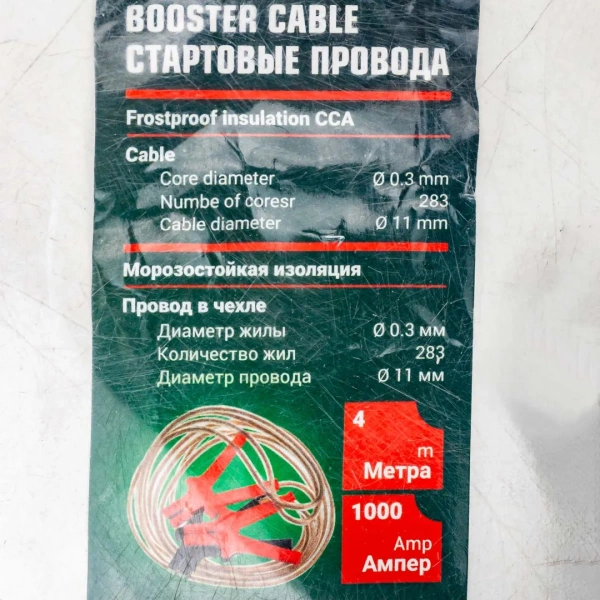 BOOSTER CABLE
СТАРТОВЫЕ ПРОВОДА
Frostproof insulation CCA
Cable
Core diameter Ø 0.3 mm
Numbe of coresr 283
Cable diameter Ø 11 mm
Морозостойкая изоляция
Провод в чехле
Диаметр жилы Ø 0.3 мм
Количество жил 283
Диаметр провода Ø 11 мм
4
m
Метра
1000
Amp
Ампер